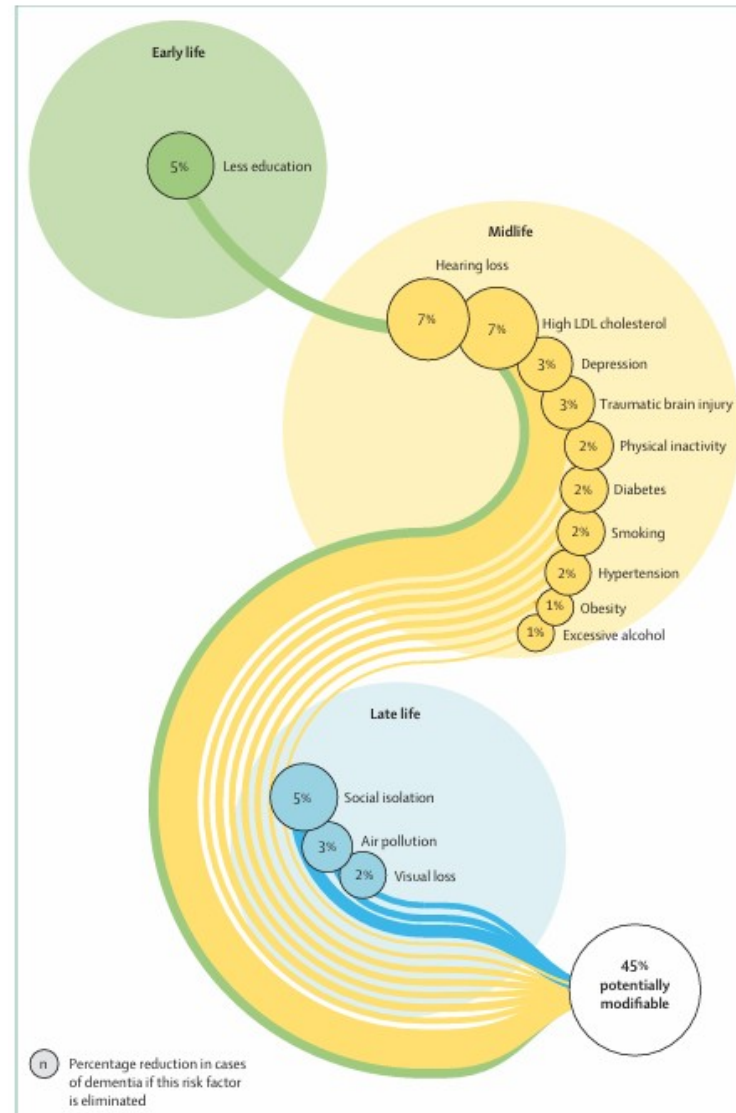 Early life
5%
Less education
Midlife
Hearing loss
7%
7%
High LDL cholesterol
3%
Depression
3%
Traumatic brain injury
2%
Physical inactivity
2%
Diabetes
2%
Smoking
2%
Hypertension
1%
Obesity
1%
Excessive alcohol
Late life
5%
Social isolation
3%
Air pollution
2%
Visual loss
45%
potentially
modifiable
n
Percentage reduction in cases
of dementia if this risk factor
is eliminated